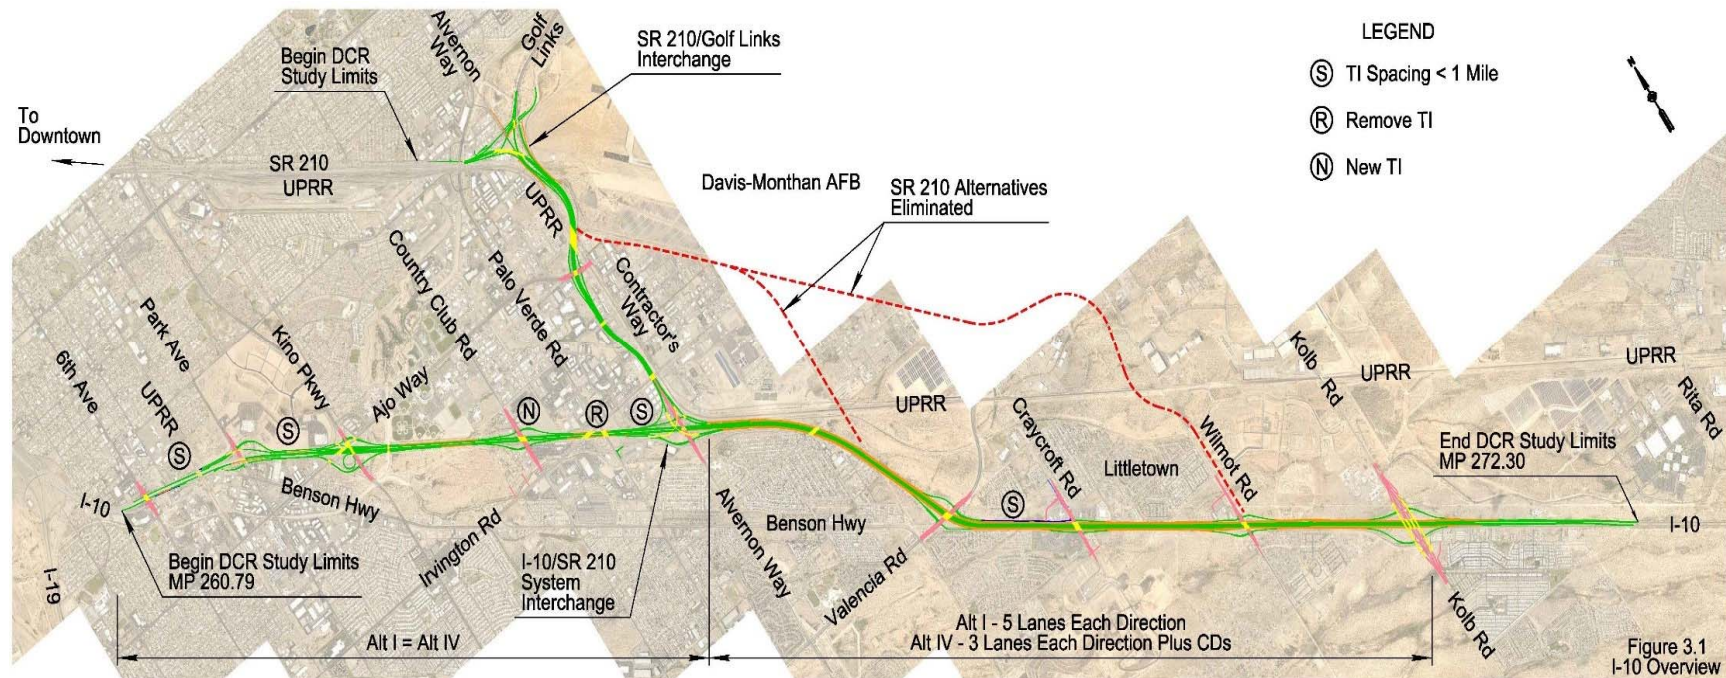 LEGEND
S TI Spacing < 1 Mile
R Remove TI
N New TI
N
Alvernon
Way
Golf
Links
SR 210/Golf Links
Interchange
Begin DCR
Study Limits
To
Downtown
SR 210
UPRR
Davis-Monthan AFB
SR 210 Alternatives
Eliminated
UPRR
Contractor's
Way
Palo Verde Rd
Country Club Rd
Ajo Way
Kino Pkwy
Park Ave
UPRR
6th Ave
S
S
N
R
S
UPRR
Kolb Rd
UPRR
UPRR
Rita Rd
Craycroft Rd
Littletown
Wilmot Rd
S
End DCR Study Limits
MP 272.30
I-10
I-10
Benson Hwy
Irvington Rd
I-10/SR 210
System
Interchange
Alvernon Way
Benson Hwy
Valencia Rd
Kolb Rd
Begin DCR Study Limits
MP 260.79
I-19
Alt I = Alt IV
Alt I - 5 Lanes Each Direction
Alt IV - 3 Lanes Each Direction Plus CDs
Figure 3.1
I-10 Overview